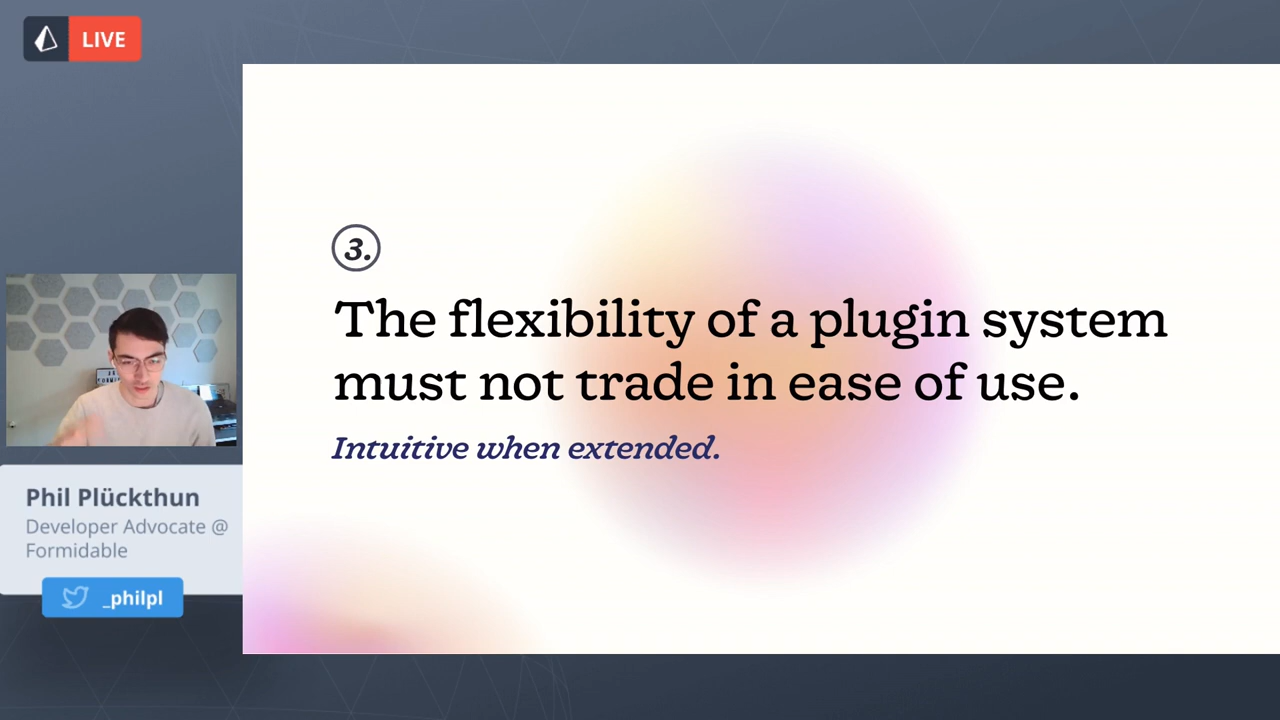 LIVE
3.
The flexibility of a plugin system
must not trade in ease of use.
Intuitive when extended.
Phil Plückthun
Developer Advocate @
Formidable
_philpl